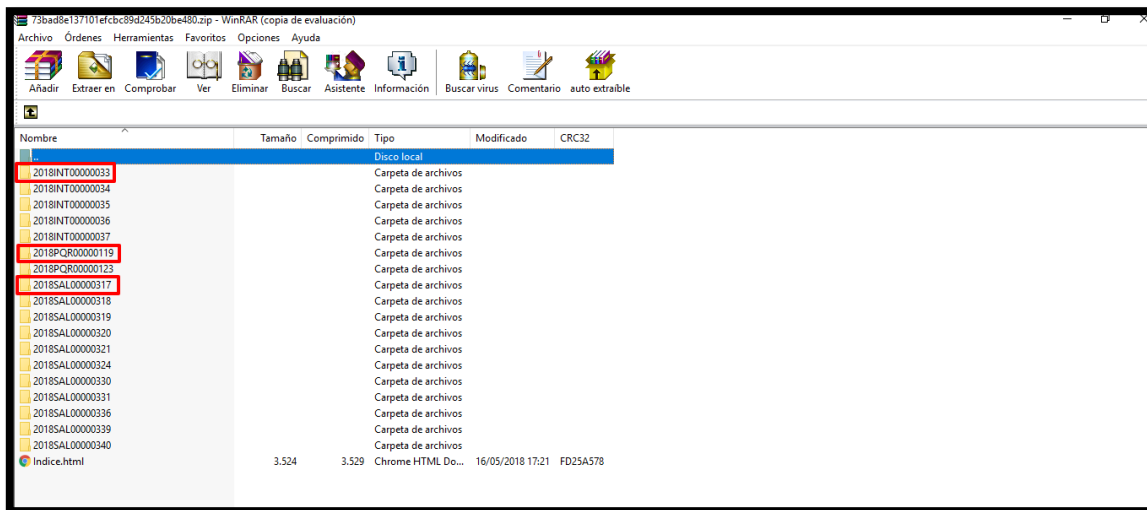 73bad8e137101efcbc89d245b20be480.zip - WinRAR (copia de evaluación)
Archivo Órdenes Herramientas Favoritos Opciones Ayuda
Añadir Extraer en Comprobar Ver Eliminar Buscar Asistente Información Buscar virus Comentario auto extraíble
Nombre Tamaño Comprimido Tipo Modificado CRC32
.. Disco local
2018INT00000033 Carpeta de archivos
2018INT00000034 Carpeta de archivos
2018INT00000035 Carpeta de archivos
2018INT00000036 Carpeta de archivos
2018INT00000037 Carpeta de archivos
2018PQR00000119 Carpeta de archivos
2018PQR00000123 Carpeta de archivos
2018SAL00000317 Carpeta de archivos
2018SAL00000318 Carpeta de archivos
2018SAL00000319 Carpeta de archivos
2018SAL00000320 Carpeta de archivos
2018SAL00000321 Carpeta de archivos
2018SAL00000324 Carpeta de archivos
2018SAL00000330 Carpeta de archivos
2018SAL00000331 Carpeta de archivos
2018SAL00000336 Carpeta de archivos
2018SAL00000339 Carpeta de archivos
2018SAL00000340 Carpeta de archivos
Indice.html 3.524 3.529 Chrome HTML Do... 16/05/2018 17:21 FD25A578